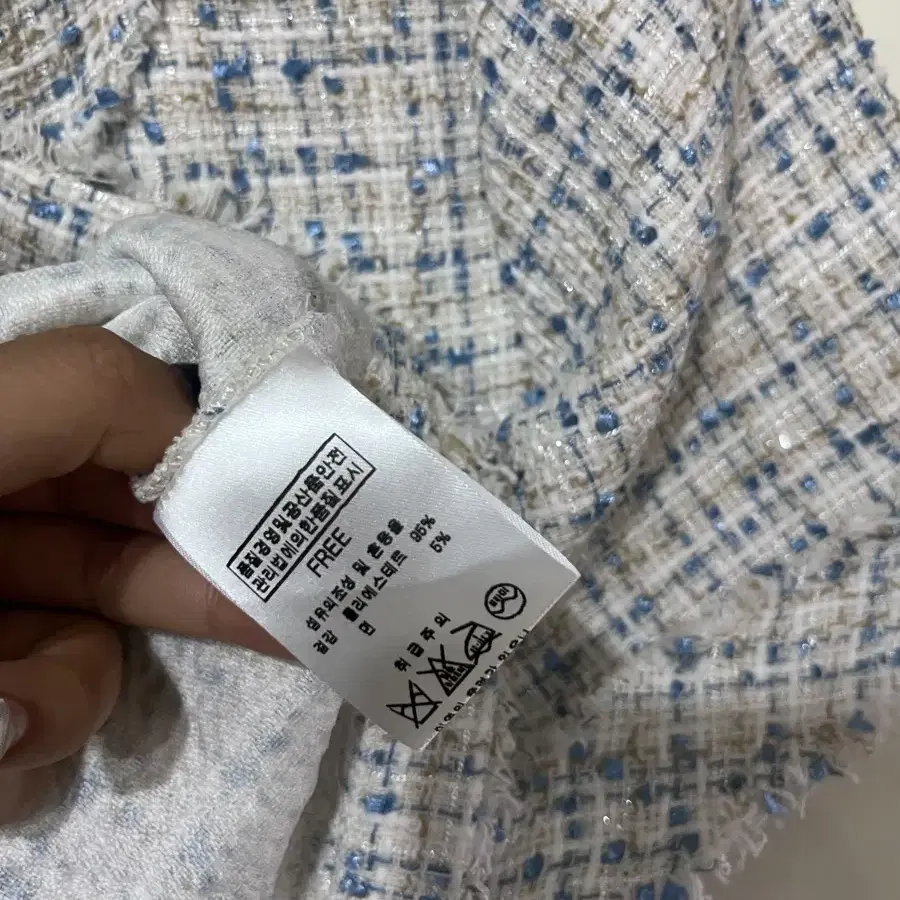 품질경영및공산품안전
관리법에의한품질표시
FREE
섬유의조성 및 혼용율
겉감 폴리에스테르 95%
면 5%
취급주의